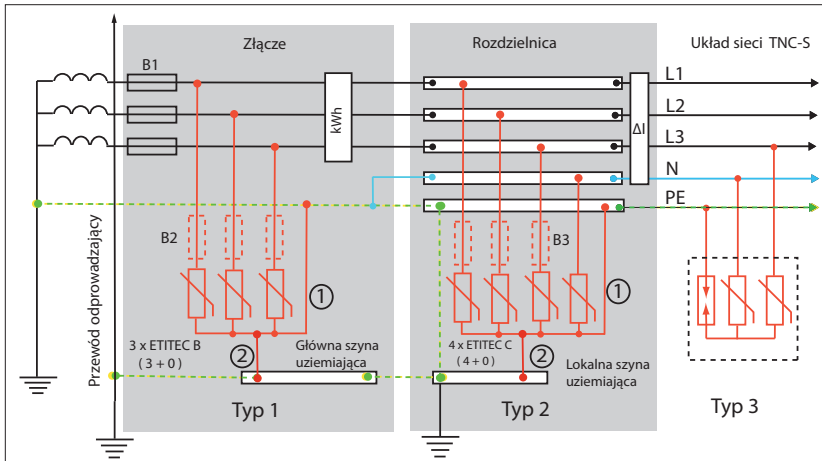 Złącze
Rozdzielnica
Układ sieci TNC-S
B1
kWh
ΔI
L1
L2
L3
N
PE
B2
B3
1
1
Przewód odprowadzający
3 x ETITEC B
( 3 + 0 )
2
Główna szyna
uziemiająca
4 x ETITEC C
( 4 + 0 )
2
Lokalna szyna
uziemiająca
Typ 1
Typ 2
Typ 3